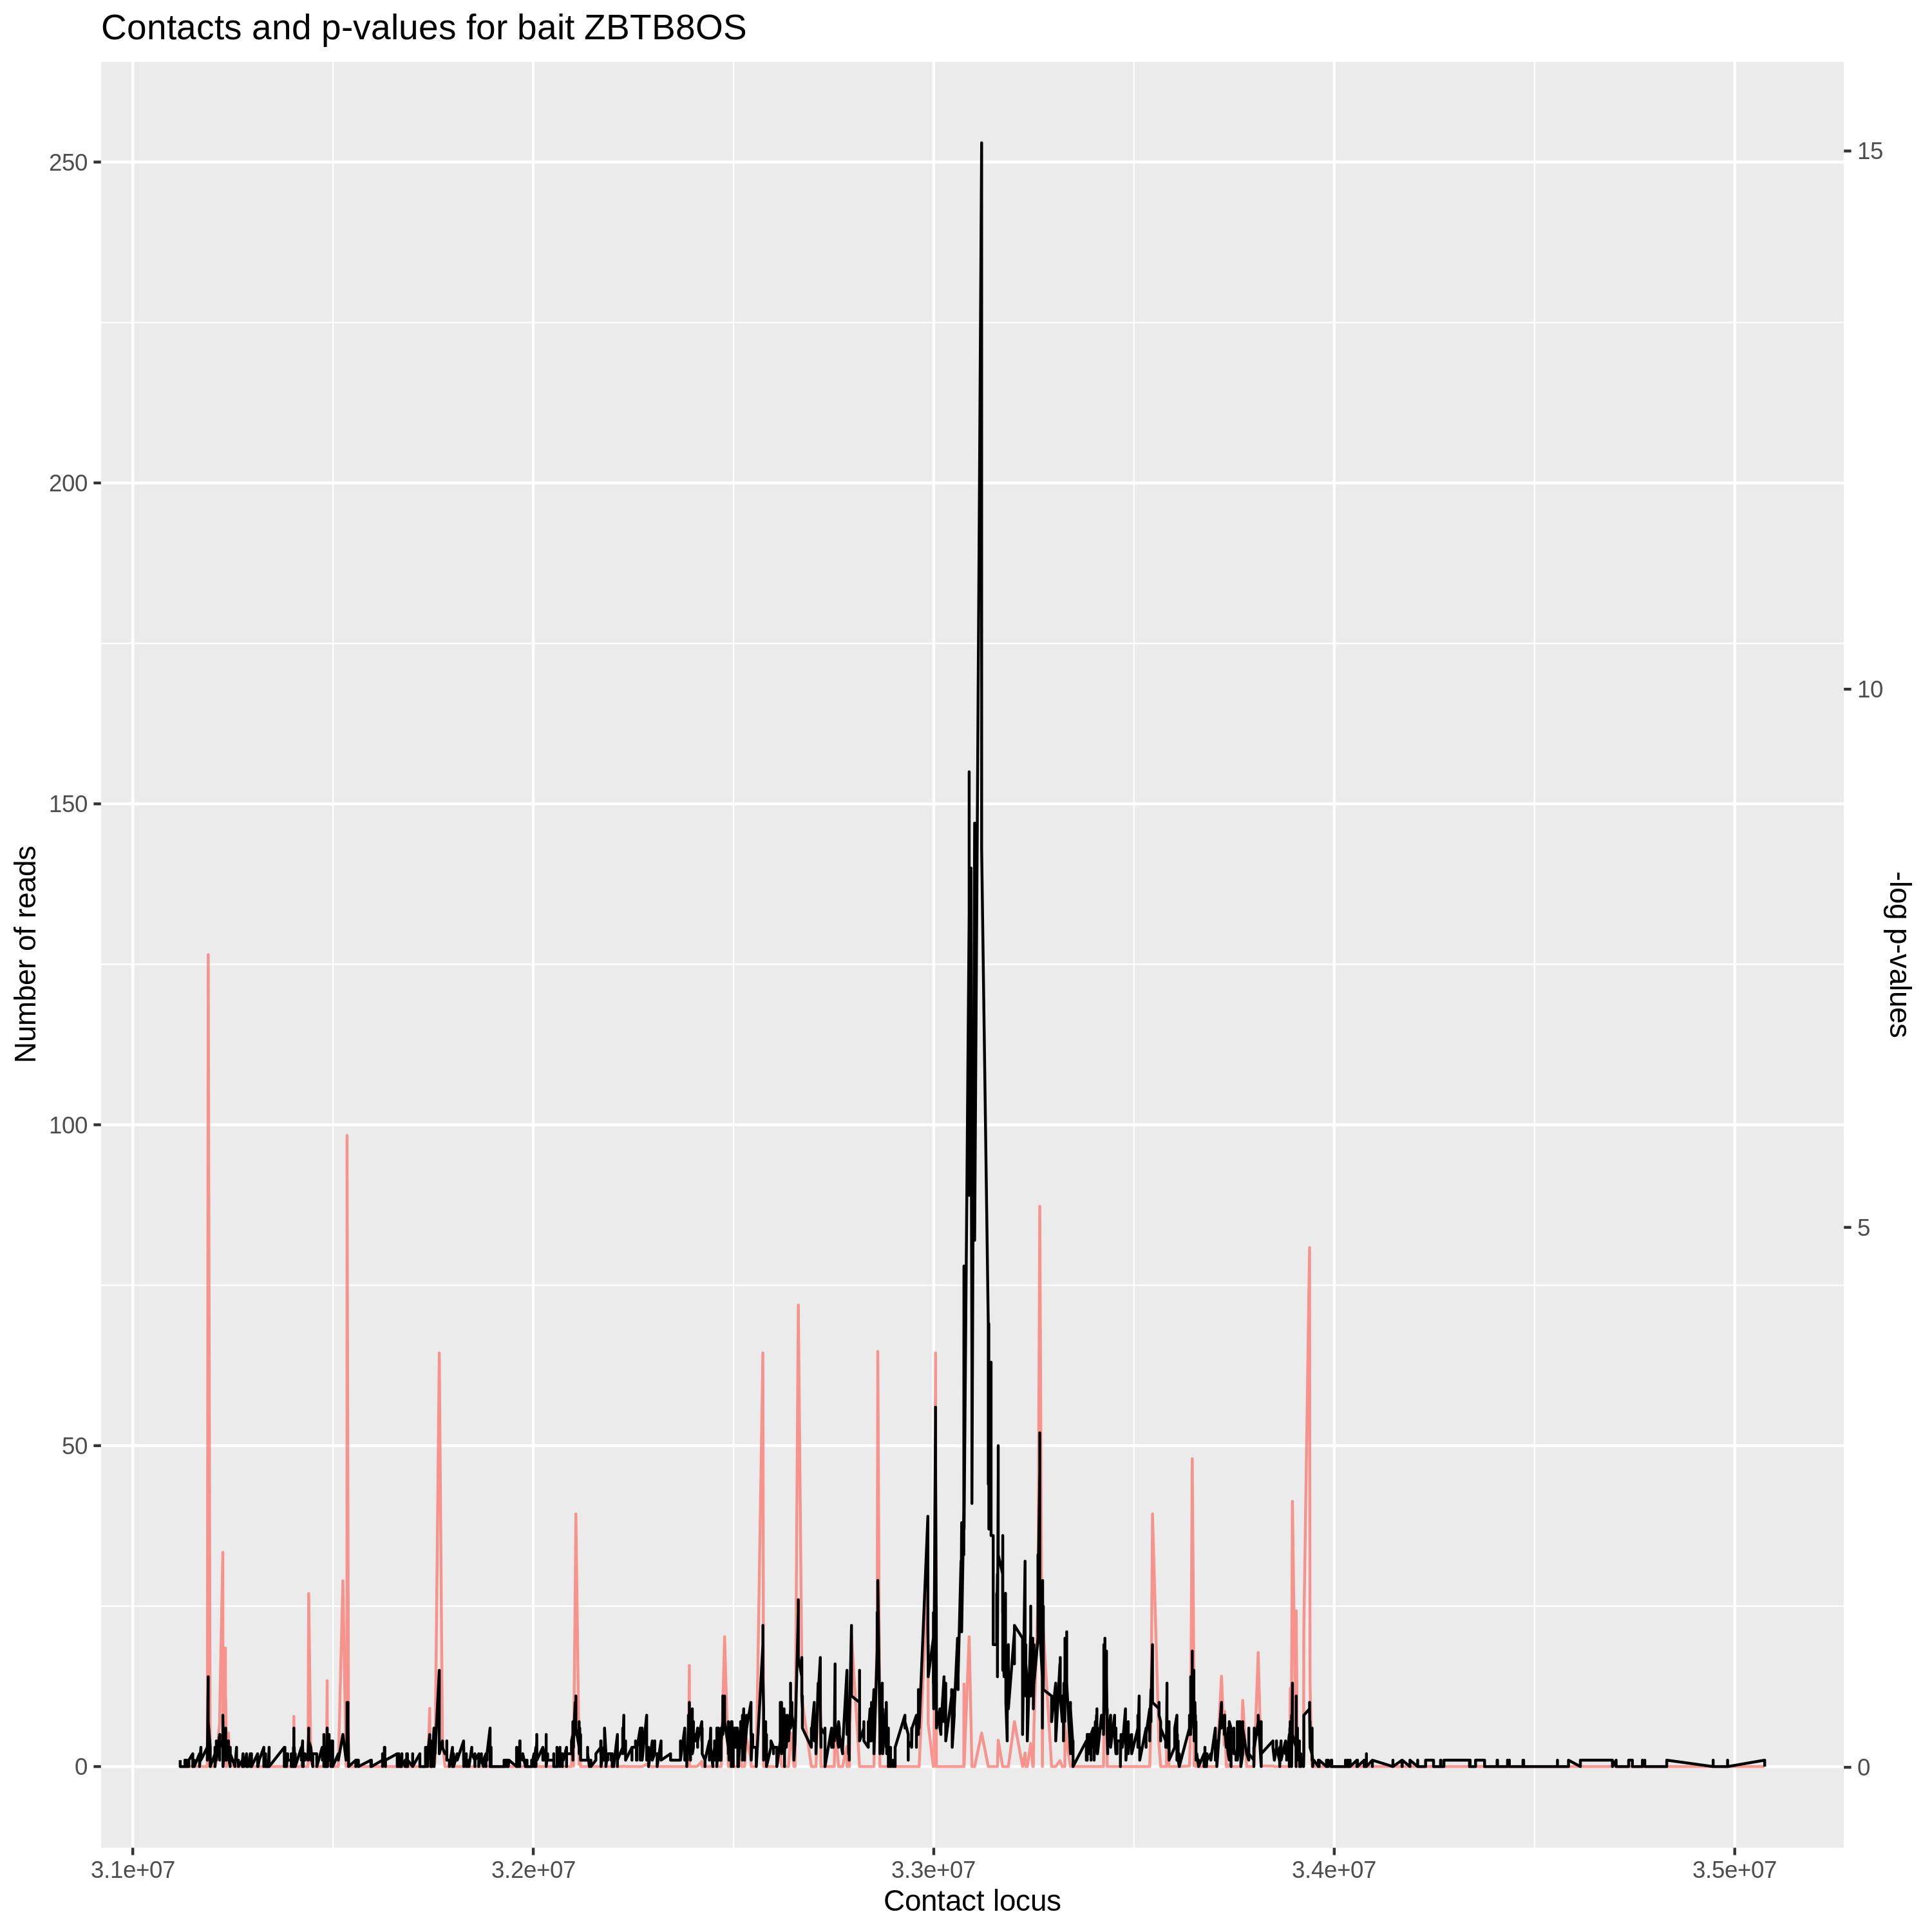 Contacts and p-values for bait ZBTB8OS
250
200
150
100
50
0
Number of reads
15
10
5
0
-log p-values
3.1e+07
3.2e+07
3.3e+07
3.4e+07
3.5e+07
Contact locus